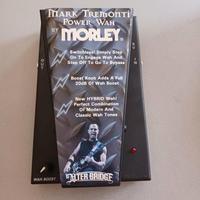 Mark Tremonti
Power Wah
BY MORLEY
Switchless! Simply Step
On To Engage Wah And
Step Off To Go To Bypass
Boost Knob Adds A Full
20dB Of Wah Boost
New HYBRID Wah!
Perfect Combination
Of Modern And
Classic Wah Tones
ALTER BRIDGE
WAH BOOST